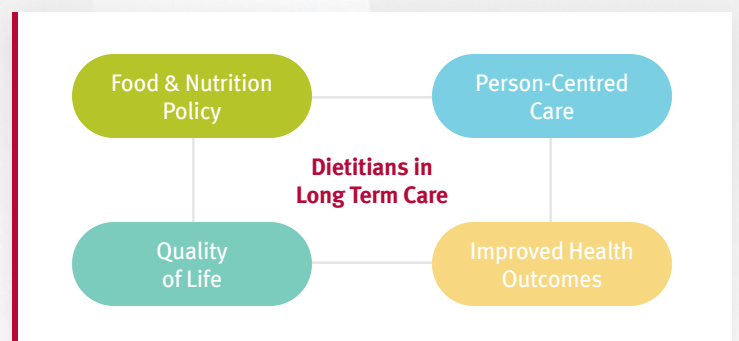 Food & Nutrition
Policy
Person-Centred
Care
Dietitians in
Long Term Care
Quality
of Life
Improved Health
Outcomes